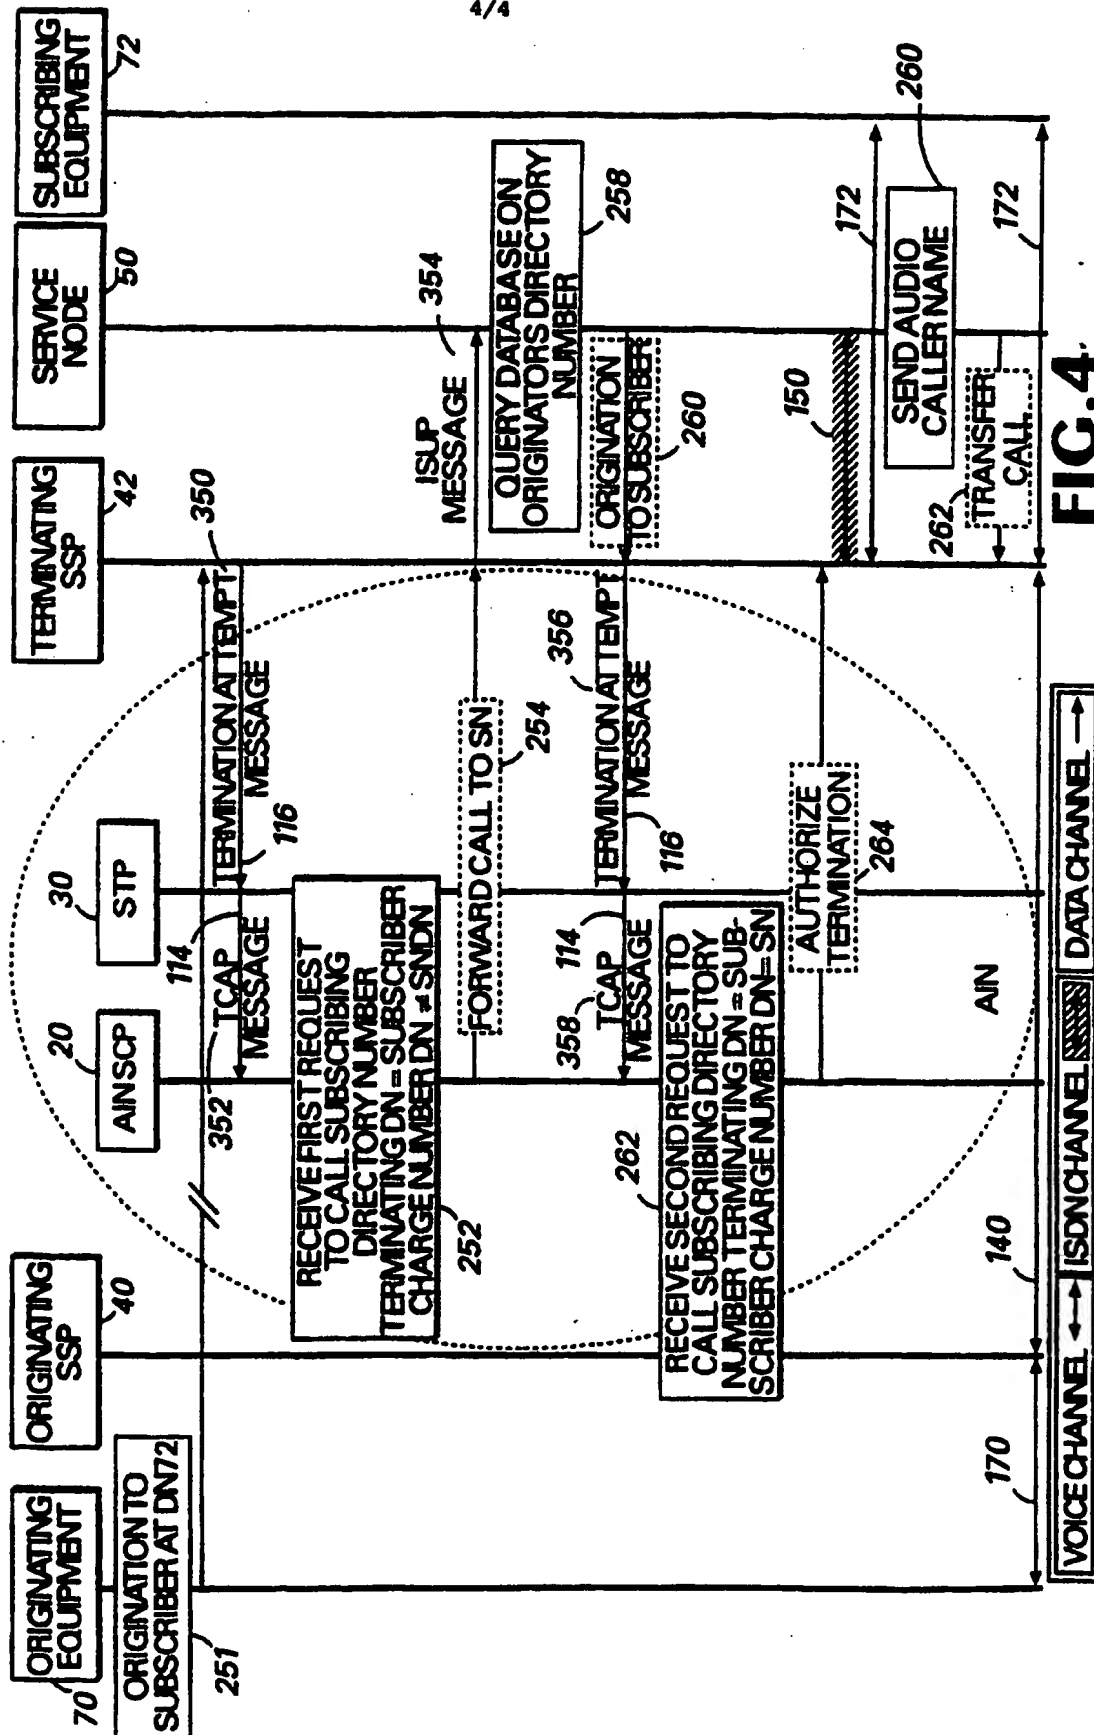 4/4
ORIGINATING
EQUIPMENT
70
ORIGINATING
SSP
40
AINSCP
20
STP
30
TERMINATING
SSP
42
SERVICE
NODE
50
SUBSCRIBING
EQUIPMENT
72
ORIGINATION TO
SUBSCRIBER AT DN72
251
TERMINATION ATTEMPT
MESSAGE
350
116
114
TCAP
MESSAGE
352
RECEIVE FIRST REQUEST
TO CALL SUBSCRIBING
DIRECTORY NUMBER
TERMINATING DN = SUBSCRIBER
CHARGE NUMBER DN ≠ SNDN
252
FORWARD CALL TO SN
254
ISUP
MESSAGE
354
QUERY DATABASE ON
ORIGINATORS DIRECTORY
NUMBER
258
ORIGINATION
TO SUBSCRIBER
260
TERMINATION ATTEMPT
MESSAGE
356
116
114
TCAP
MESSAGE
358
RECEIVE SECOND REQUEST TO
CALL SUBSCRIBING DIRECTORY
NUMBER TERMINATING DN = SUB-
SCRIBER CHARGE NUMBER DN = SN
262
AUTHORIZE
TERMINATION
264
150
172
SEND AUDIO
CALLER NAME
260
TRANSFER
CALL
262
172
AIN
170
140
VOICE CHANNEL
ISDN CHANNEL
DATA CHANNEL
FIG.4